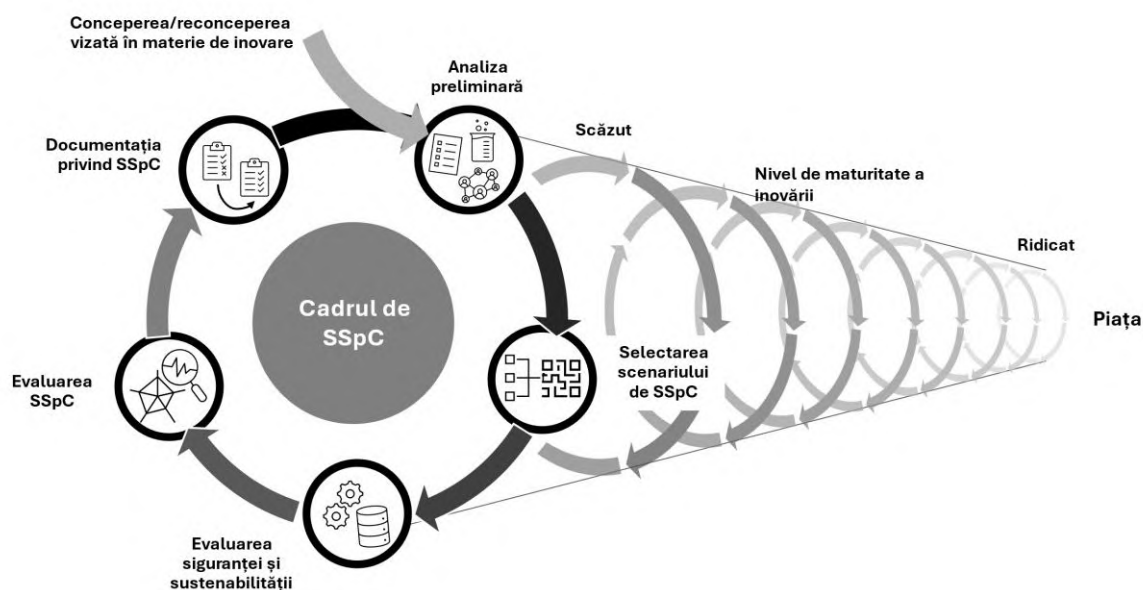 Conceperea/reconceperea
vizată în materie de inovare
Analiza
preliminară
Scăzut
Documentația
privind SSpC
Nivel de maturitate a
inovării
Ridicat
Cadrul de
SSpC
Piața
Selectarea
scenariului
de SSpC
Evaluarea
SSpC
Evaluarea
siguranței și
sustenabilității